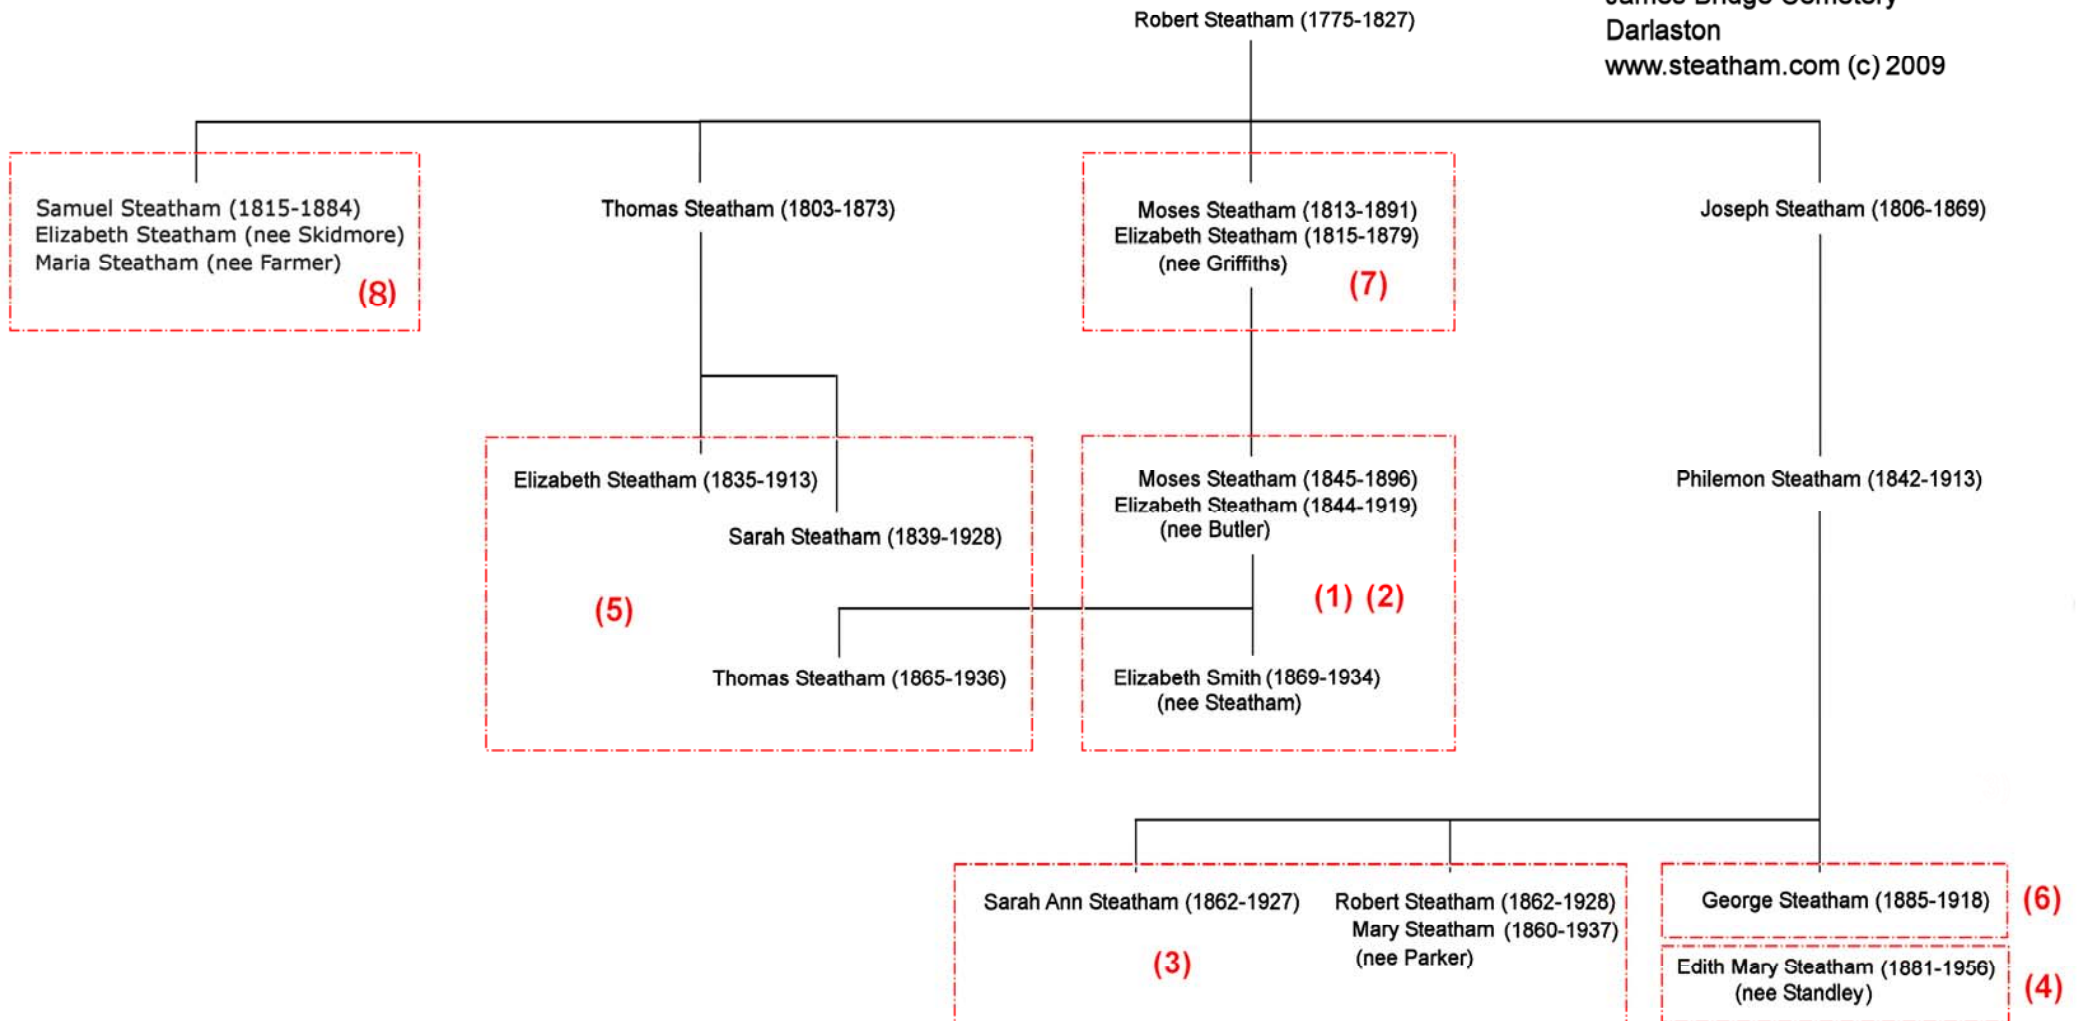 James Bridge Cemetery
Darlaston
www.steatham.com (c) 2009
Robert Steatham (1775-1827)
Samuel Steatham (1815-1884)
Elizabeth Steatham (nee Skidmore)
Maria Steatham (nee Farmer)
(8)
Thomas Steatham (1803-1873)
Moses Steatham (1813-1891)
Elizabeth Steatham (1815-1879)
(nee Griffiths)
(7)
Joseph Steatham (1806-1869)
Elizabeth Steatham (1835-1913)
Sarah Steatham (1839-1928)
(5)
Thomas Steatham (1865-1936)
Moses Steatham (1845-1896)
Elizabeth Steatham (1844-1919)
(nee Butler)
(1) (2)
Elizabeth Smith (1869-1934)
(nee Steatham)
Philemon Steatham (1842-1913)
Sarah Ann Steatham (1862-1927)
(3)
Robert Steatham (1862-1928)
Mary Steatham (1860-1937)
(nee Parker)
George Steatham (1885-1918)
(6)
Edith Mary Steatham (1881-1956)
(nee Standley)
(4)